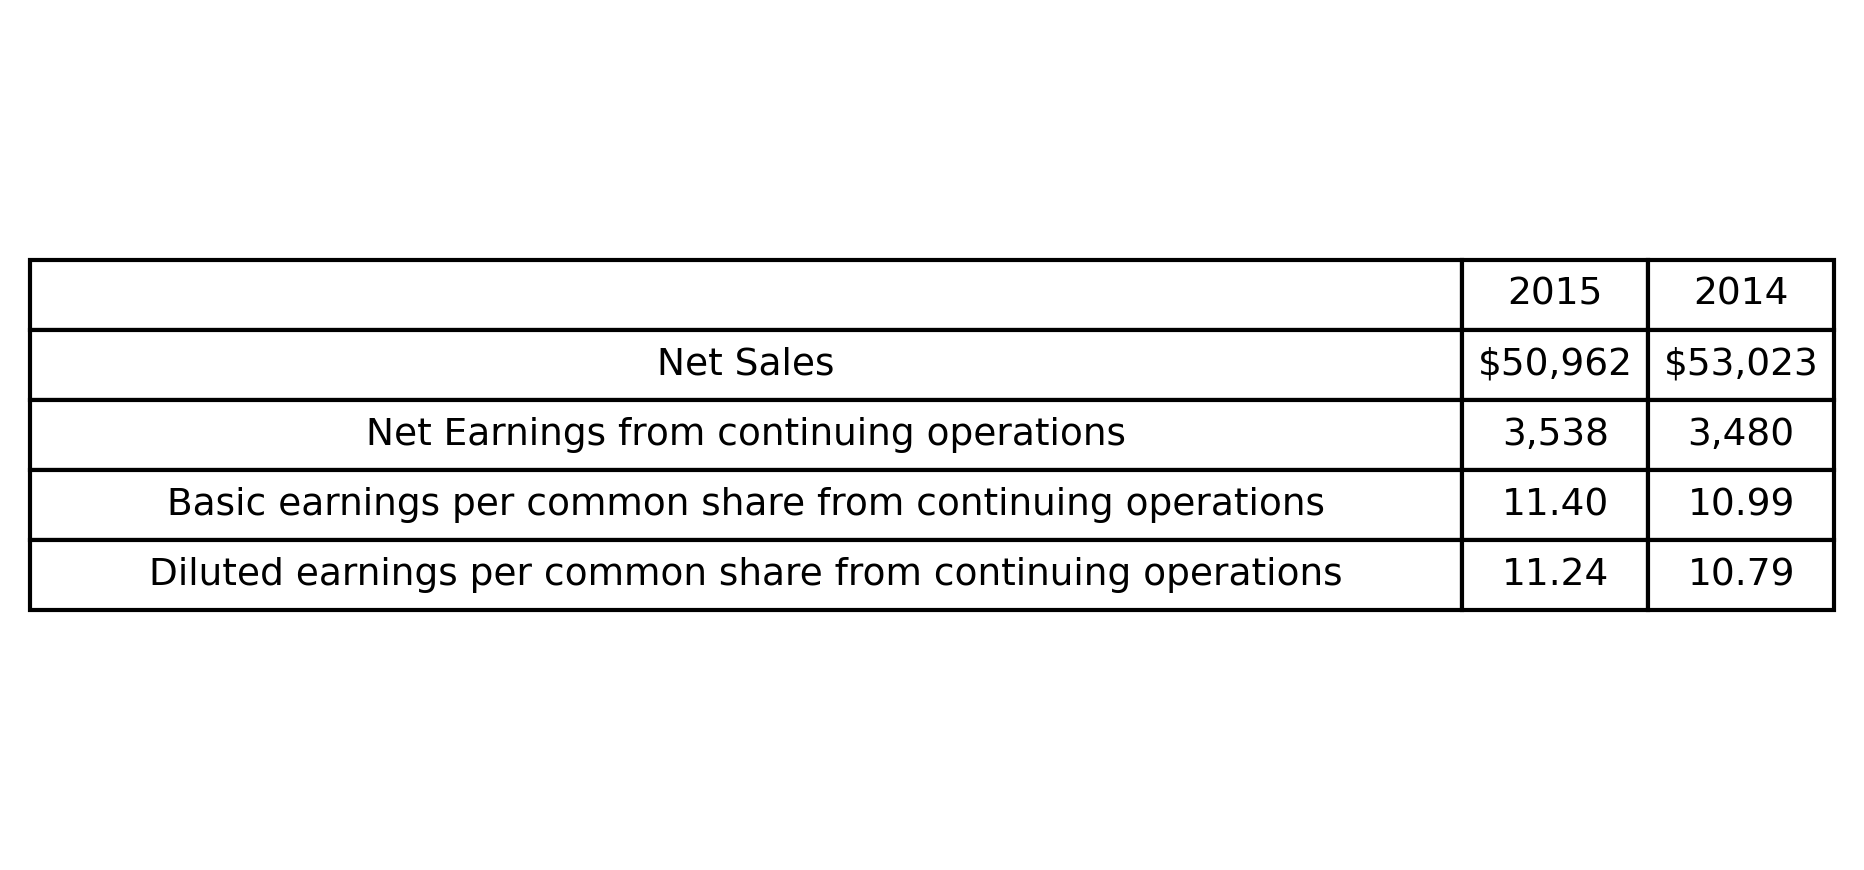 2015 2014
Net Sales $50,962 $53,023
Net Earnings from continuing operations 3,538 3,480
Basic earnings per common share from continuing operations 11.40 10.99
Diluted earnings per common share from continuing operations 11.24 10.79